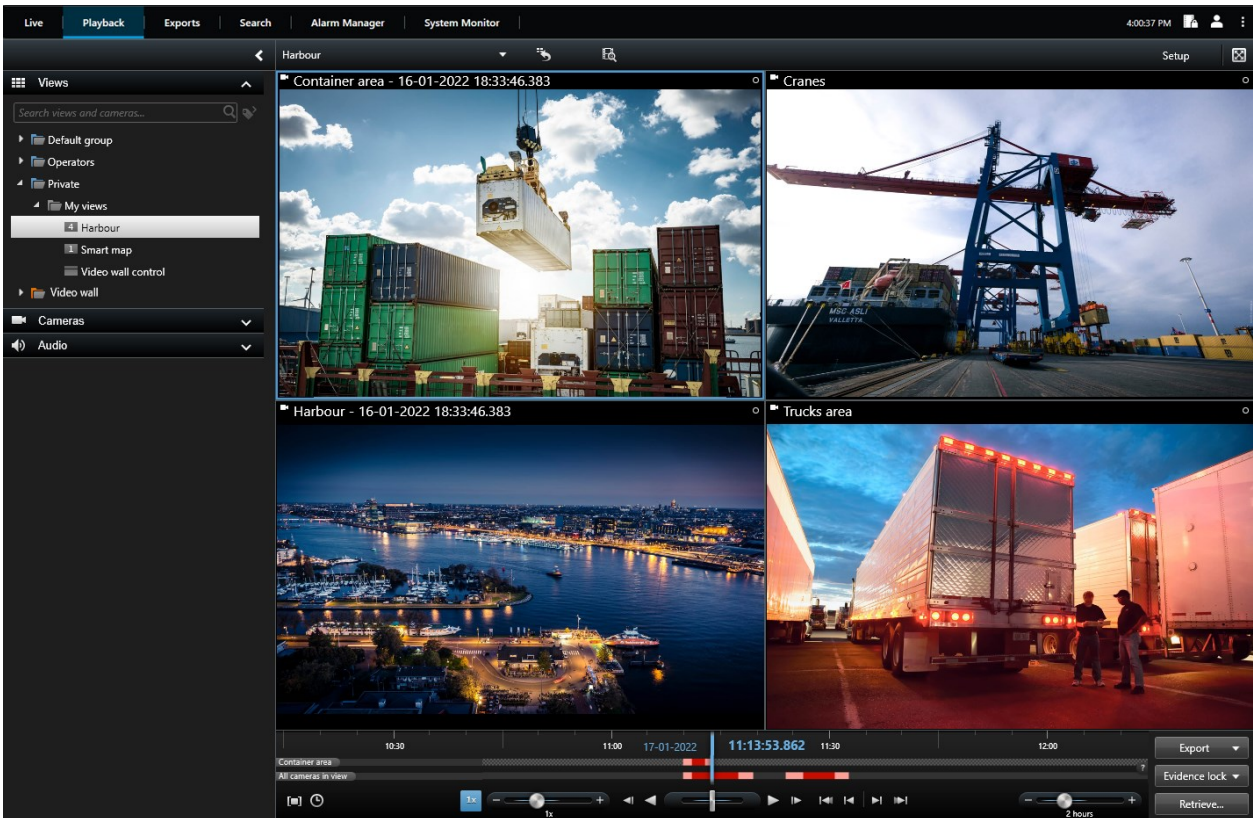 Live Playback Exports Search Alarm Manager System Monitor 4:00:37 PM
Harbour Setup
Views
Search views and cameras...
Default group
Operators
Private
My views
4 Harbour
1 Smart map
Video wall control
Video wall
Cameras
Audio
Container area - 16-01-2022 18:33:46.383
Cranes
MSC ASLI
VALLETTA
Harbour - 16-01-2022 18:33:46.383
Trucks area
10:30 11:00 17-01-2022 11:13:53.862 11:30 12:00
Container area
All cameras in view
?
1x
1x
2 hours
Export
Evidence lock
Retrieve...